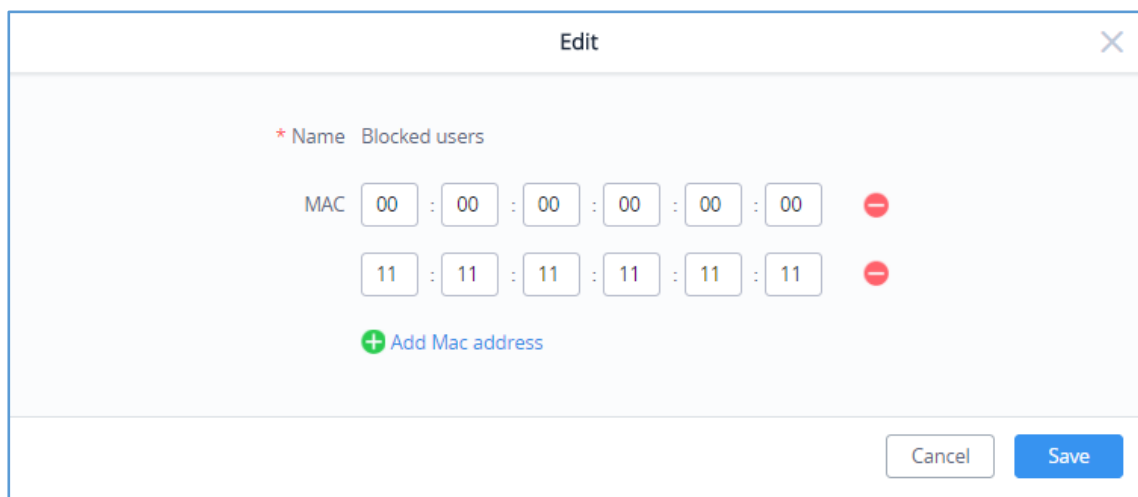 Edit
* Name Blocked users
MAC 00 : 00 : 00 : 00 : 00 : 00
11 : 11 : 11 : 11 : 11 : 11
Add Mac address
Cancel Save